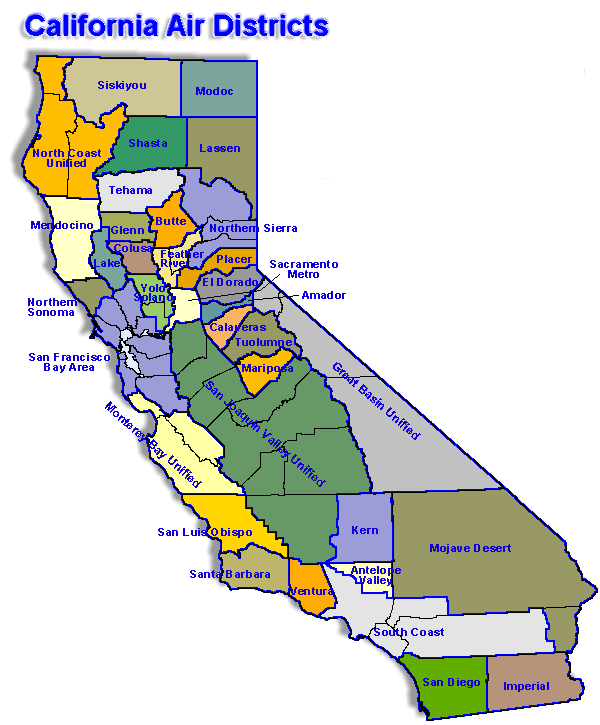 California Air Districts
Siskiyou
Modoc
Shasta
Lassen
North Coast
Unified
Tehama
Mendocino
Butte
Glenn
Northern Sierra
Colusa
Feather
River
Lake
Placer
Sacramento
Metro
El Dorado
Yolo
Solano
Amador
Northern
Sonoma
Calaveras
Tuolumne
San Francisco
Bay Area
Mariposa
Great Basin Unified
San Joaquin Valley Unified
Monterey Bay Unified
San Luis Obispo
Kern
Mojave Desert
Santa Barbara
Antelope
Valley
Ventura
South Coast
San Diego
Imperial